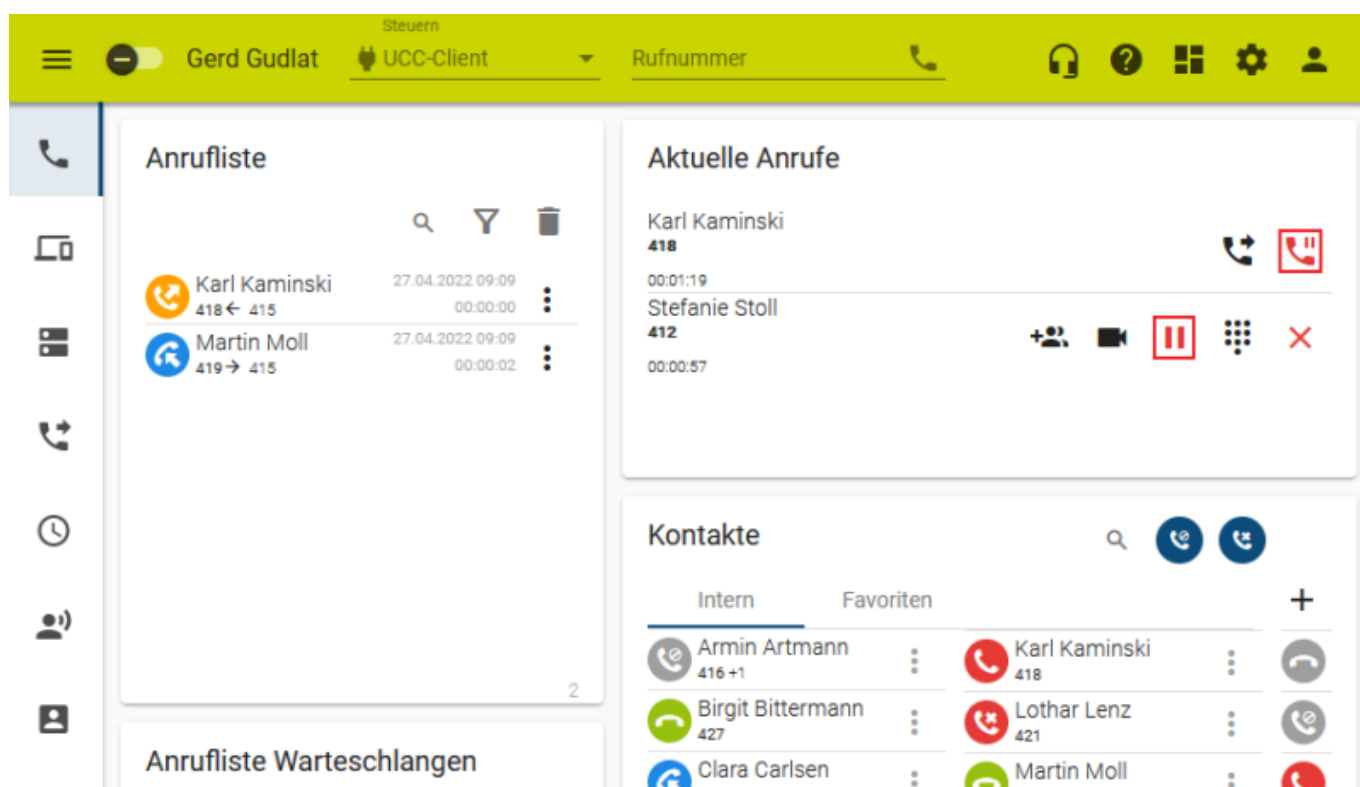 Steuern
Gerd Gudlat UCC-Client Rufnummer
Anrufliste
Karl Kaminski 27.04.2022 09:09
418 ← 415 00:00:00
Martin Moll 27.04.2022 09:09
419 → 415 00:00:02
2
Anrufliste Warteschlangen
Aktuelle Anrufe
Karl Kaminski
418
00:01:19
Stefanie Stoll
412
00:00:57
Kontakte
Intern Favoriten
Armin Artmann Karl Kaminski
416 +1 418
Birgit Bittermann Lothar Lenz
427 421
Clara Carlsen Martin Moll